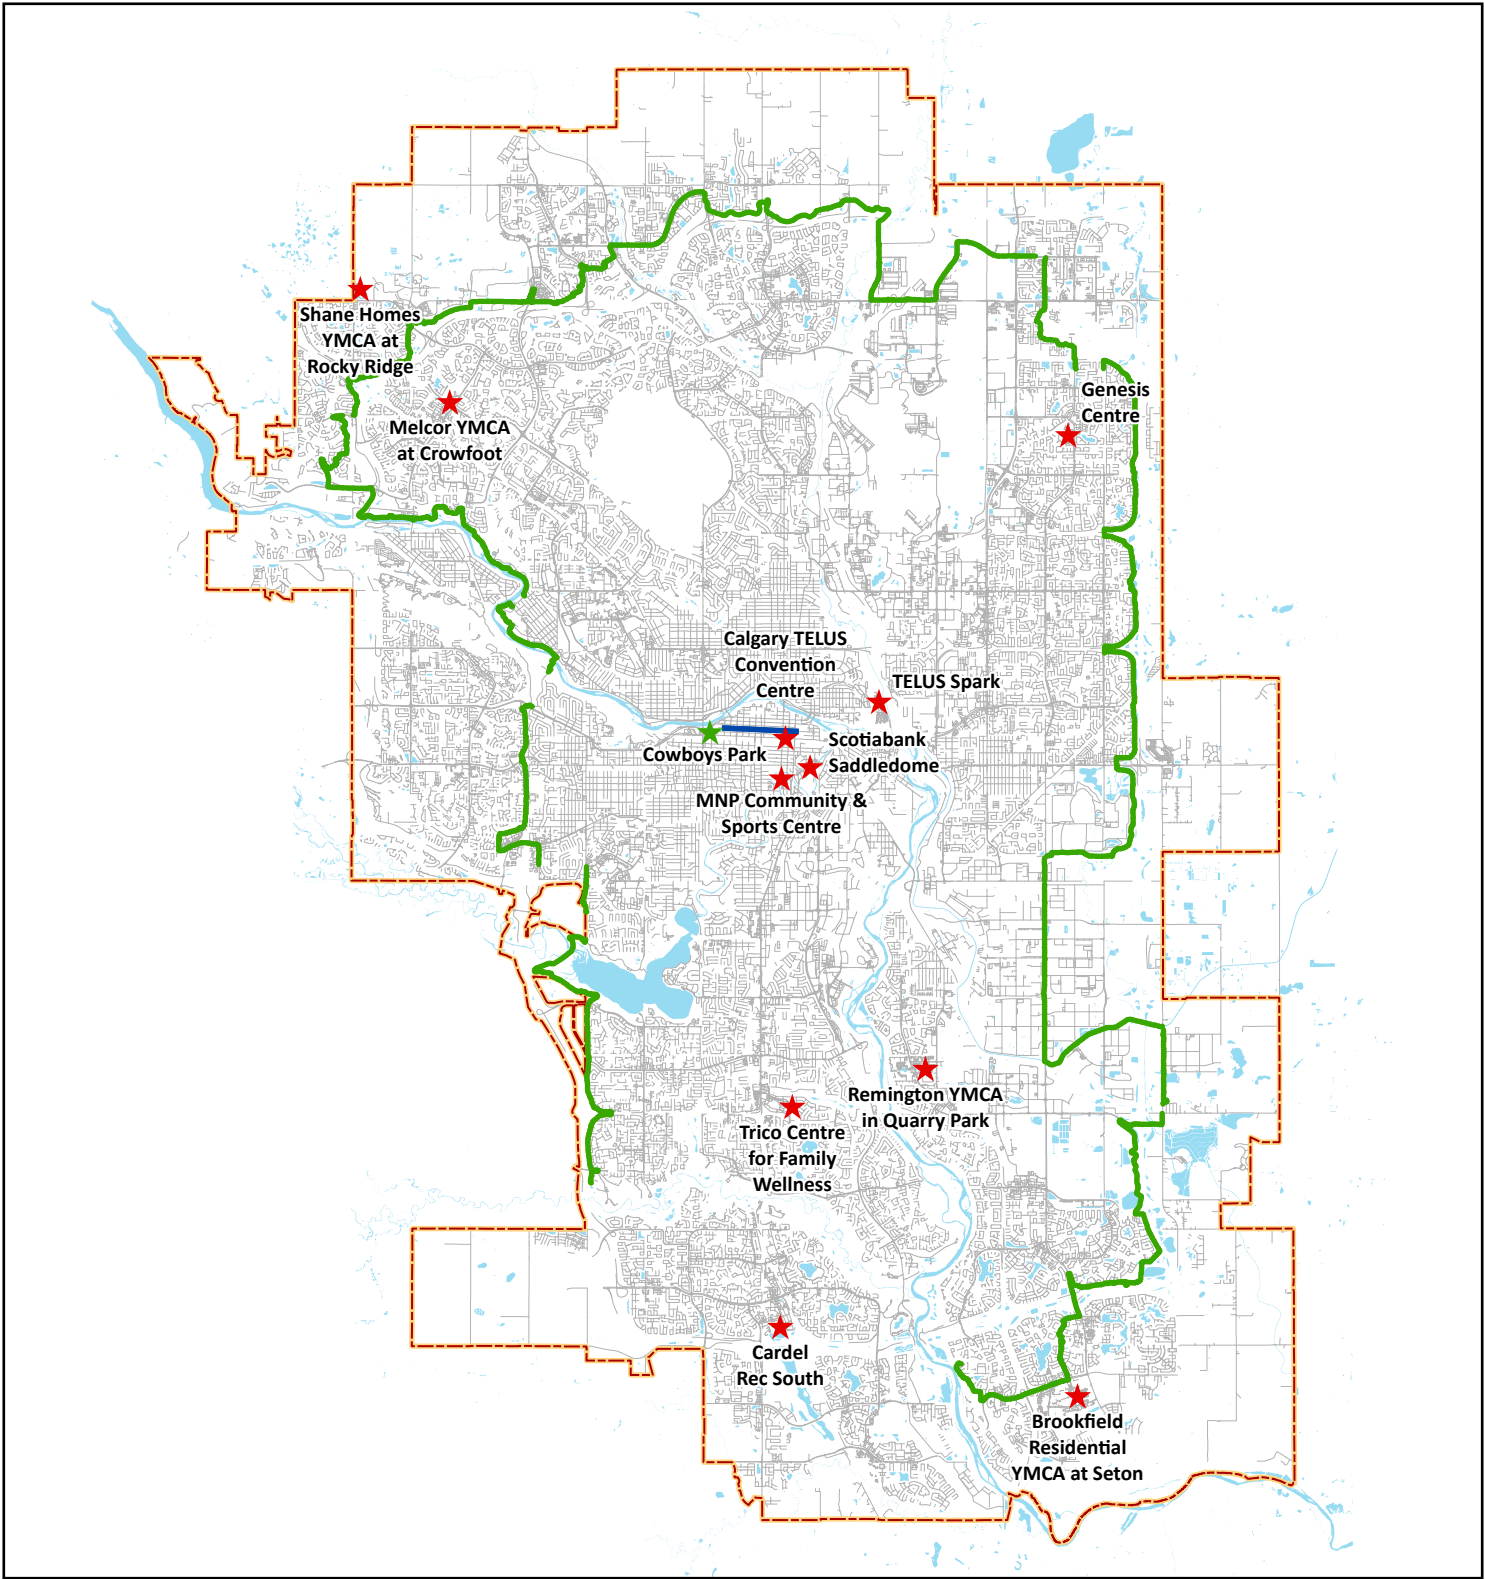 Shane Homes
YMCA at
Rocky Ridge
Melcor YMCA
at Crowfoot
Genesis
Centre
Calgary TELUS
Convention
Centre
TELUS Spark
Cowboys Park
Scotiabank
Saddledome
MNP Community &
Sports Centre
Remington YMCA
in Quarry Park
Trico Centre
for Family
Wellness
Cardel
Rec South
Brookfield
Residential
YMCA at Seton